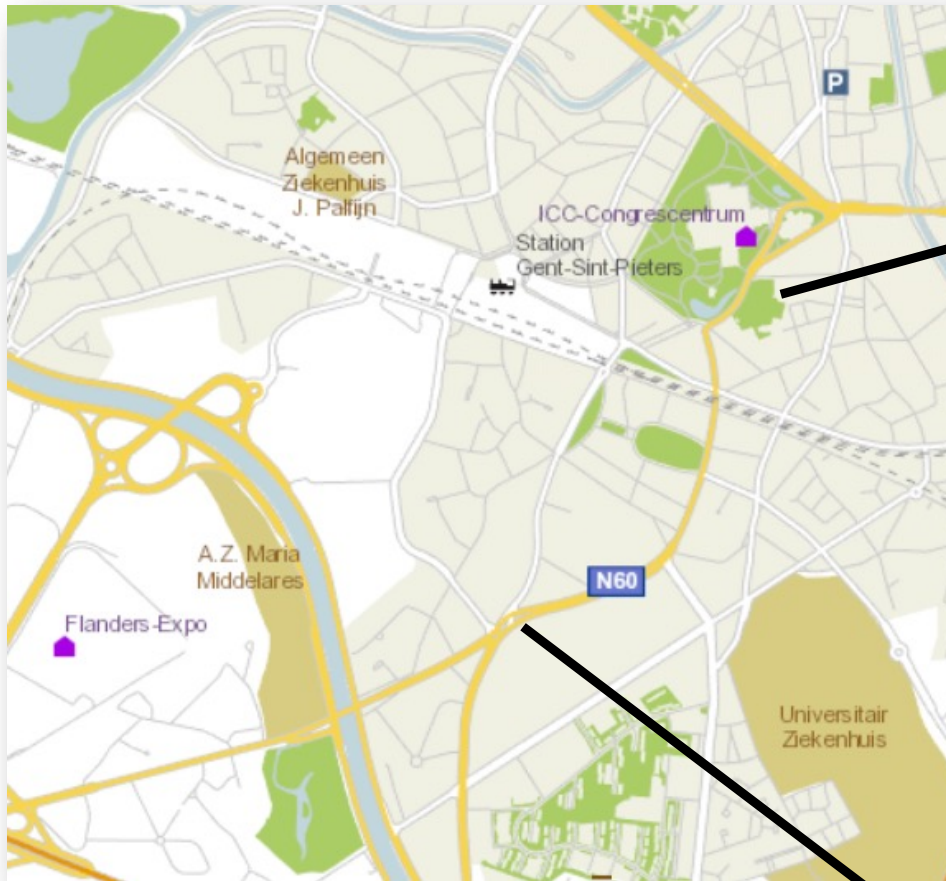 P
Algemeen
Ziekenhuis
J. Palfijn
ICC-Congrescentrum
Station
Gent-Sint-Pieters
A.Z. Maria
Middelares
N60
Flanders-Expo
Universitair
Ziekenhuis